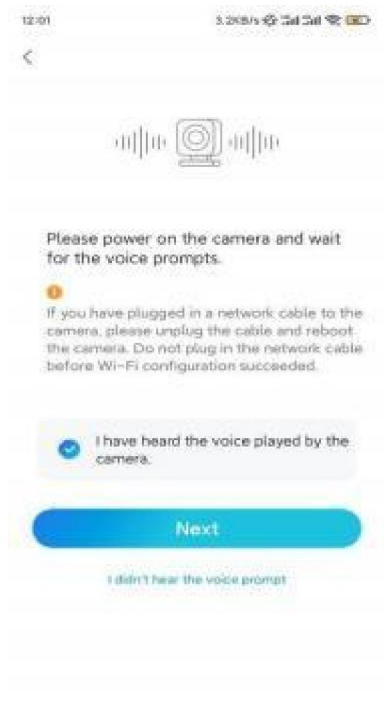 12:01 3.2KB/s
Please power on the camera and wait
for the voice prompts.
If you have plugged in a network cable to the
camera, please unplug the cable and reboot
the camera. Do not plug in the network cable
before Wi-Fi configuration succeeded.
I have heard the voice played by the
camera.
Next
I didn't hear the voice prompt